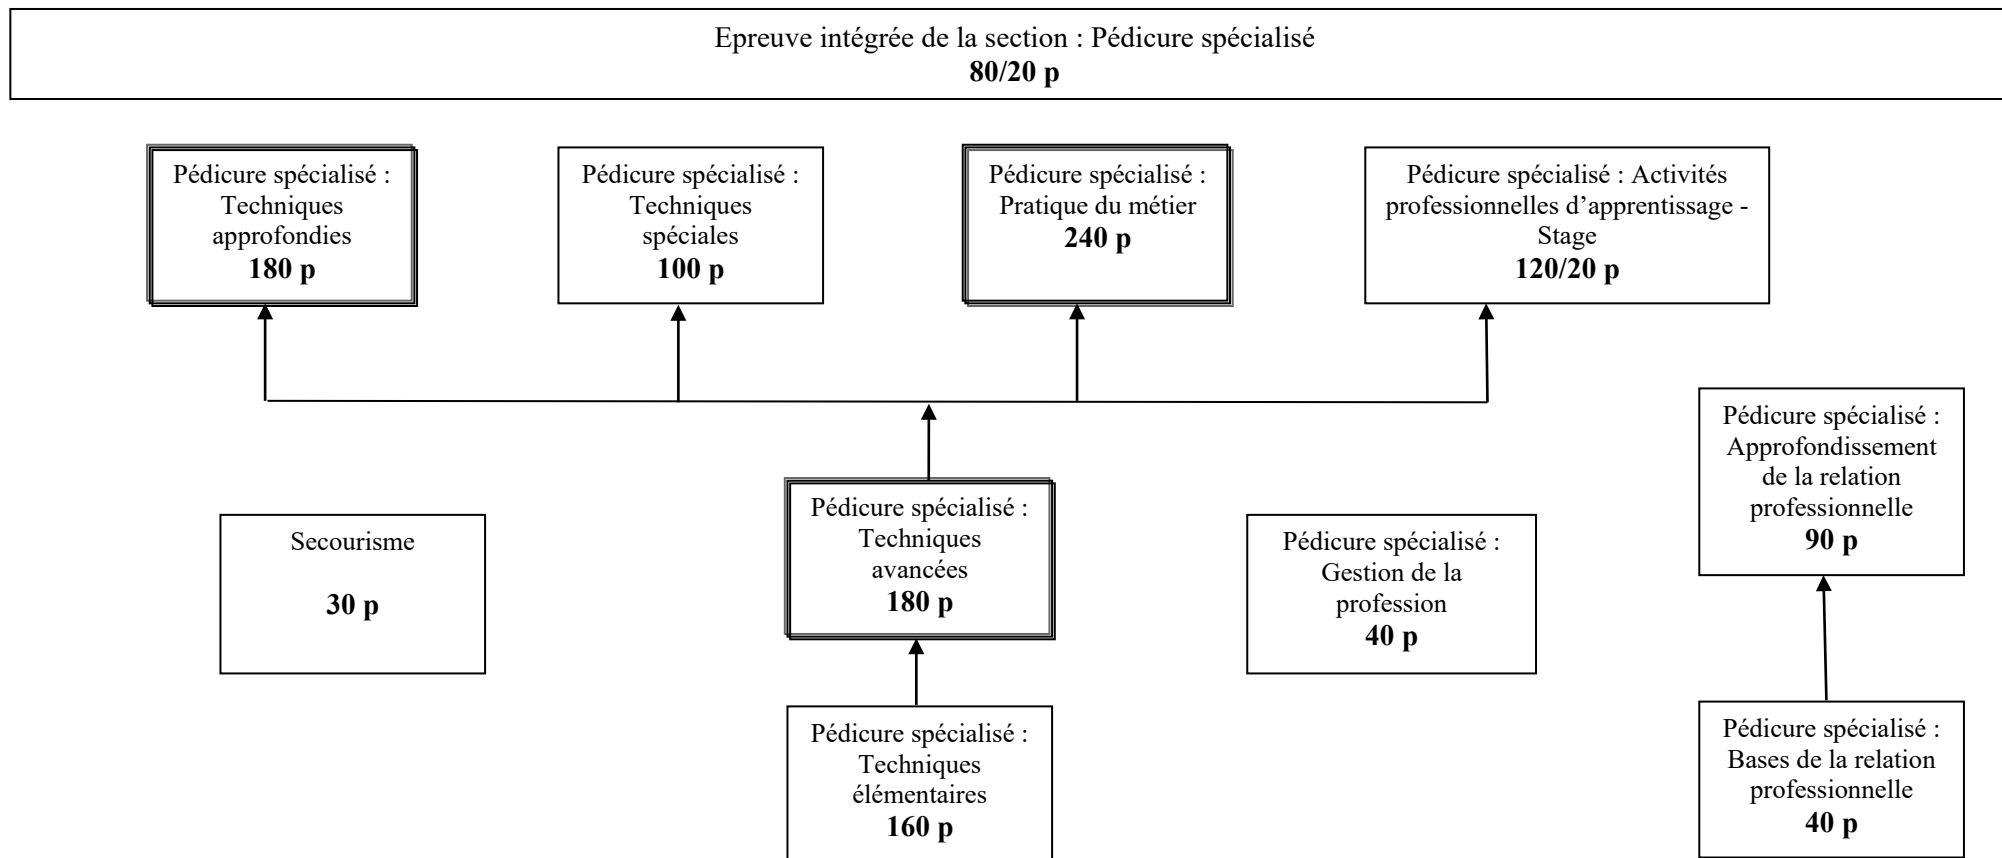 Epreuve intégrée de la section : Pédicure spécialisé
80/20 p
Pédicure spécialisé :
Techniques
approfondies
180 p
Pédicure spécialisé :
Techniques
spéciales
100 p
Pédicure spécialisé :
Pratique du métier
240 p
Pédicure spécialisé : Activités
professionnelles d’apprentissage -
Stage
120/20 p
Pédicure spécialisé :
Approfondissement
de la relation
professionnelle
90 p
Secourisme
30 p
Pédicure spécialisé :
Techniques
avancées
180 p
Pédicure spécialisé :
Gestion de la
profession
40 p
Pédicure spécialisé :
Techniques
élémentaires
160 p
Pédicure spécialisé :
Bases de la relation
professionnelle
40 p